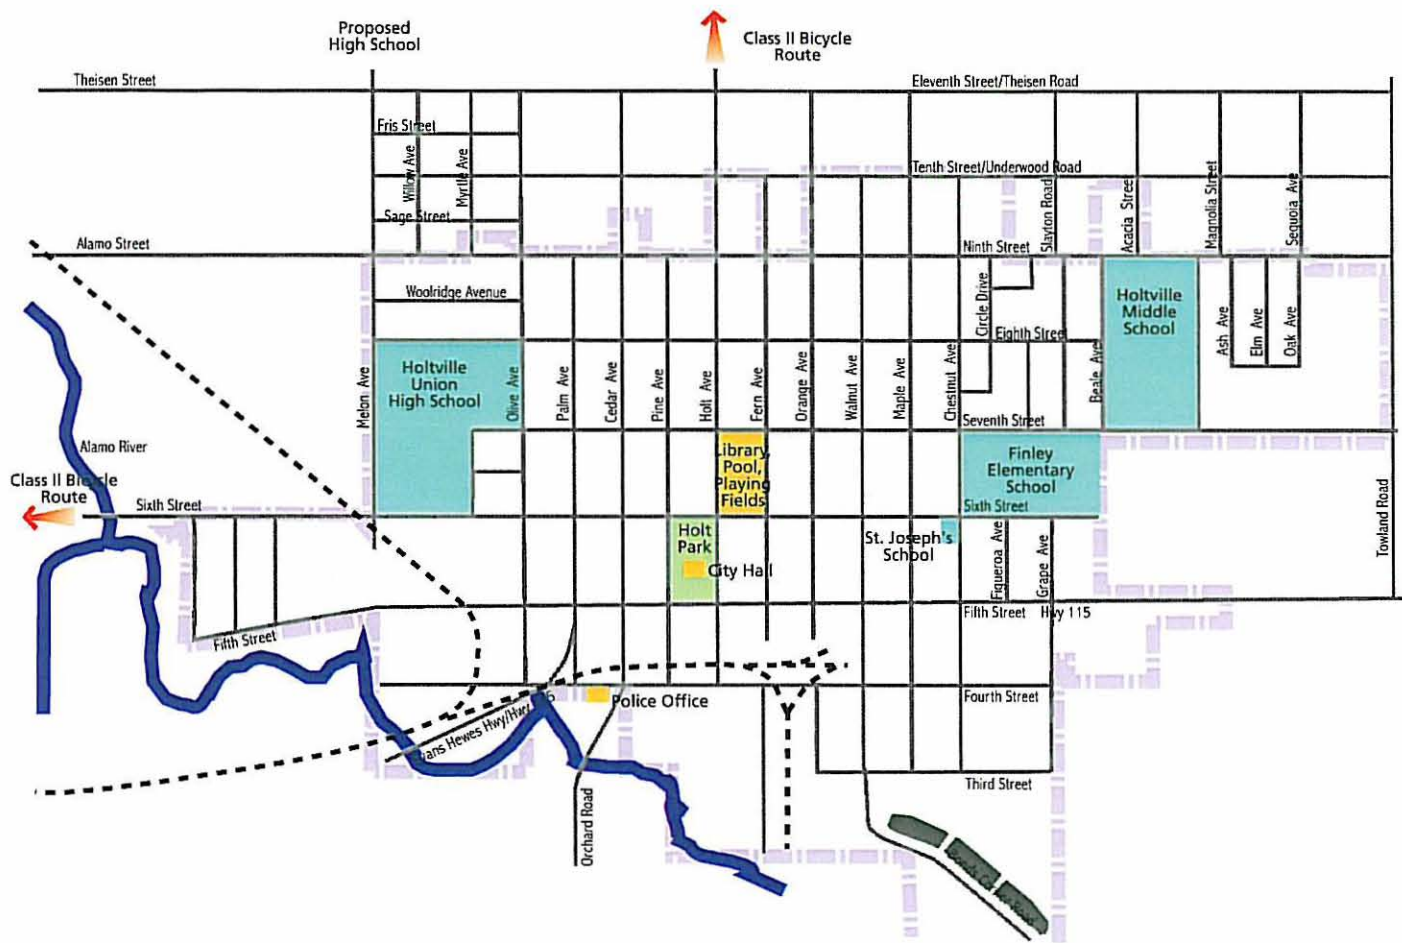 Proposed
High School
Class II Bicycle
Route
Theisen Street
Eleventh Street/Theisen Road
Fris Street
Willow Ave
Myrtle Ave
Tenth Street/Underwood Road
Sage Street
Slayton Road
Acacia Street
Magnolia Street
Sequoia Ave
Alamo Street
Ninth Street
Woolridge Avenue
Circle Drive
Holtville
Middle
School
Eighth Street
Ash Ave
Elm Ave
Oak Ave
Holtville
Union
High School
Melon Ave
Olive Ave
Palm Ave
Cedar Ave
Pine Ave
Holt Ave
Fern Ave
Orange Ave
Walnut Ave
Maple Ave
Chestnut Ave
Beale Ave
Seventh Street
Alamo River
Library,
Pool,
Playing
Fields
Finley
Elementary
School
Class II Bicycle
Route
Sixth Street
Sixth Street
Towland Road
Holt
Park
City Hall
St. Joseph's
School
Figueroa Ave
Grape Ave
Fifth Street
Fifth Street Hwy 115
Police Office
Fourth Street
Hewes Hwy/Hwy
Third Street
Orchard Road